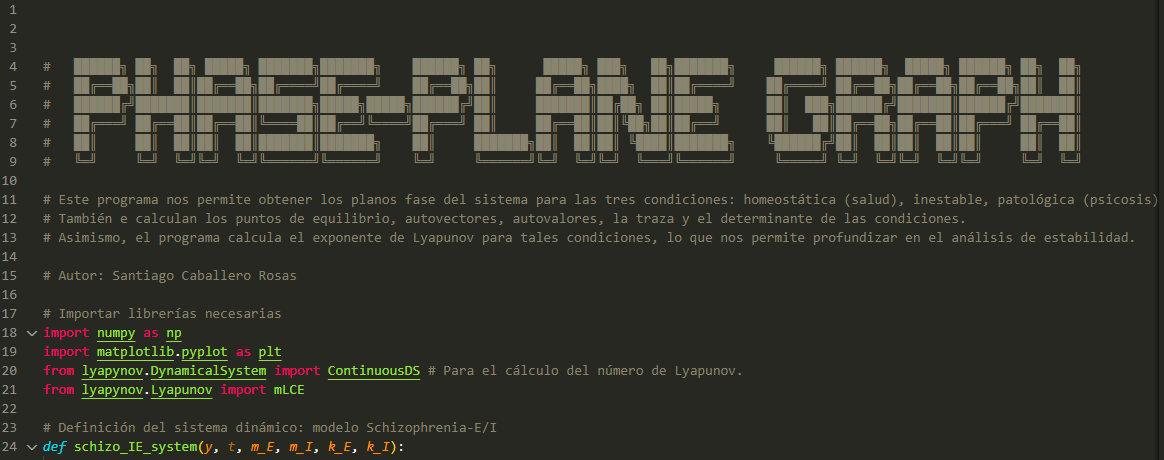 1
2
3
4 #
5 #
6 # PHASE-PLANE GRAPH
7 #
8 #
9 #
10
11 # Este programa nos permite obtener los planos fase del sistema para las tres condiciones: homeostática (salud), inestable, patológica (psicosis)
12 # También e calculan los puntos de equilibrio, autovectores, autovalores, la traza y el determinante de las condiciones.
13 # Asimismo, el programa calcula el exponente de Lyapunov para tales condiciones, lo que nos permite profundizar en el análisis de estabilidad.
14
15 # Autor: Santiago Caballero Rosas
16
17 # Importar librerías necesarias
18 import numpy as np
19 import matplotlib.pyplot as plt
20 from lyapynov.DynamicalSystem import ContinuousDS # Para el cálculo del número de Lyapunov.
21 from lyapynov.Lyapunov import mLCE
22
23 # Definición del sistema dinámico: modelo Schizophrenia-E/I
24 def schizo_IE_system(y, t, m_E, m_I, k_E, k_I):